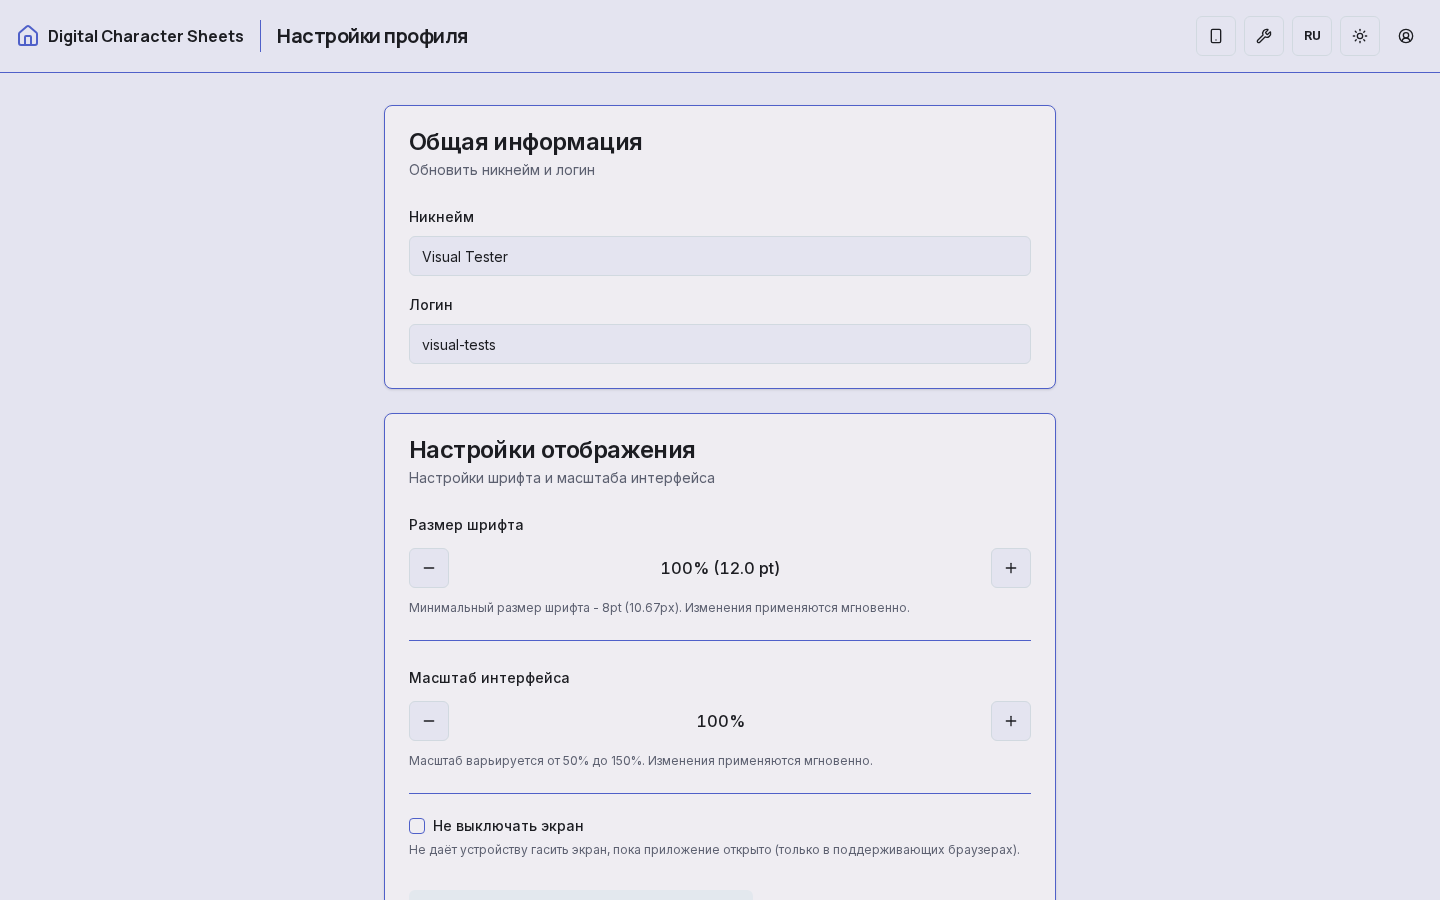 Digital Character Sheets
Настройки профиля
RU
Общая информация
Обновить никнейм и логин
Никнейм
Visual Tester
Логин
visual-tests
Настройки отображения
Настройки шрифта и масштаба интерфейса
Размер шрифта
100% (12.0 pt)
Минимальный размер шрифта - 8pt (10.67px). Изменения применяются мгновенно.
Масштаб интерфейса
100%
Масштаб варьируется от 50% до 150%. Изменения применяются мгновенно.
Не выключать экран
Не даёт устройству гасить экран, пока приложение открыто (только в поддерживающих браузерах).